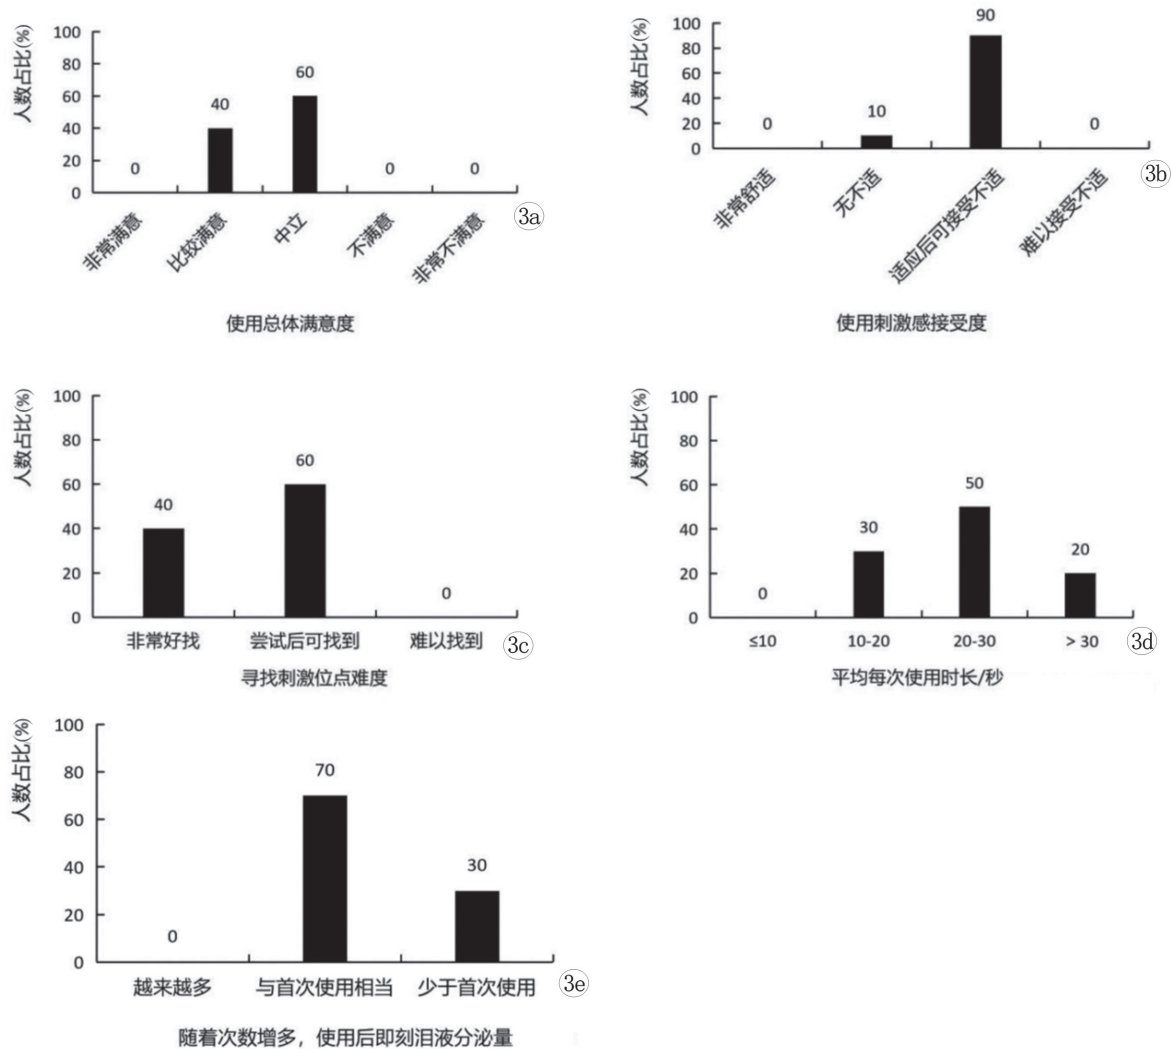 人数占比(%)
100
80
60
40
20
0
0
40
60
0
0
非常满意
比较满意
中立
不满意
非常不满意
3a
使用总体满意度
人数占比(%)
100
80
60
40
20
0
0
10
90
0
非常舒适
无不适
适应后可接受不适
难以接受不适
3b
使用刺激感接受度
人数占比(%)
100
80
60
40
20
0
40
60
0
非常好找
尝试后可找到
难以找到
3c
寻找刺激位点难度
人数占比(%)
100
80
60
40
20
0
0
30
50
20
≤10
10-20
20-30
> 30
3d
平均每次使用时长/秒
人数占比(%)
100
80
60
40
20
0
0
70
30
越来越多
与首次使用相当
少于首次使用
3e
随着次数增多，使用后即刻泪液分泌量